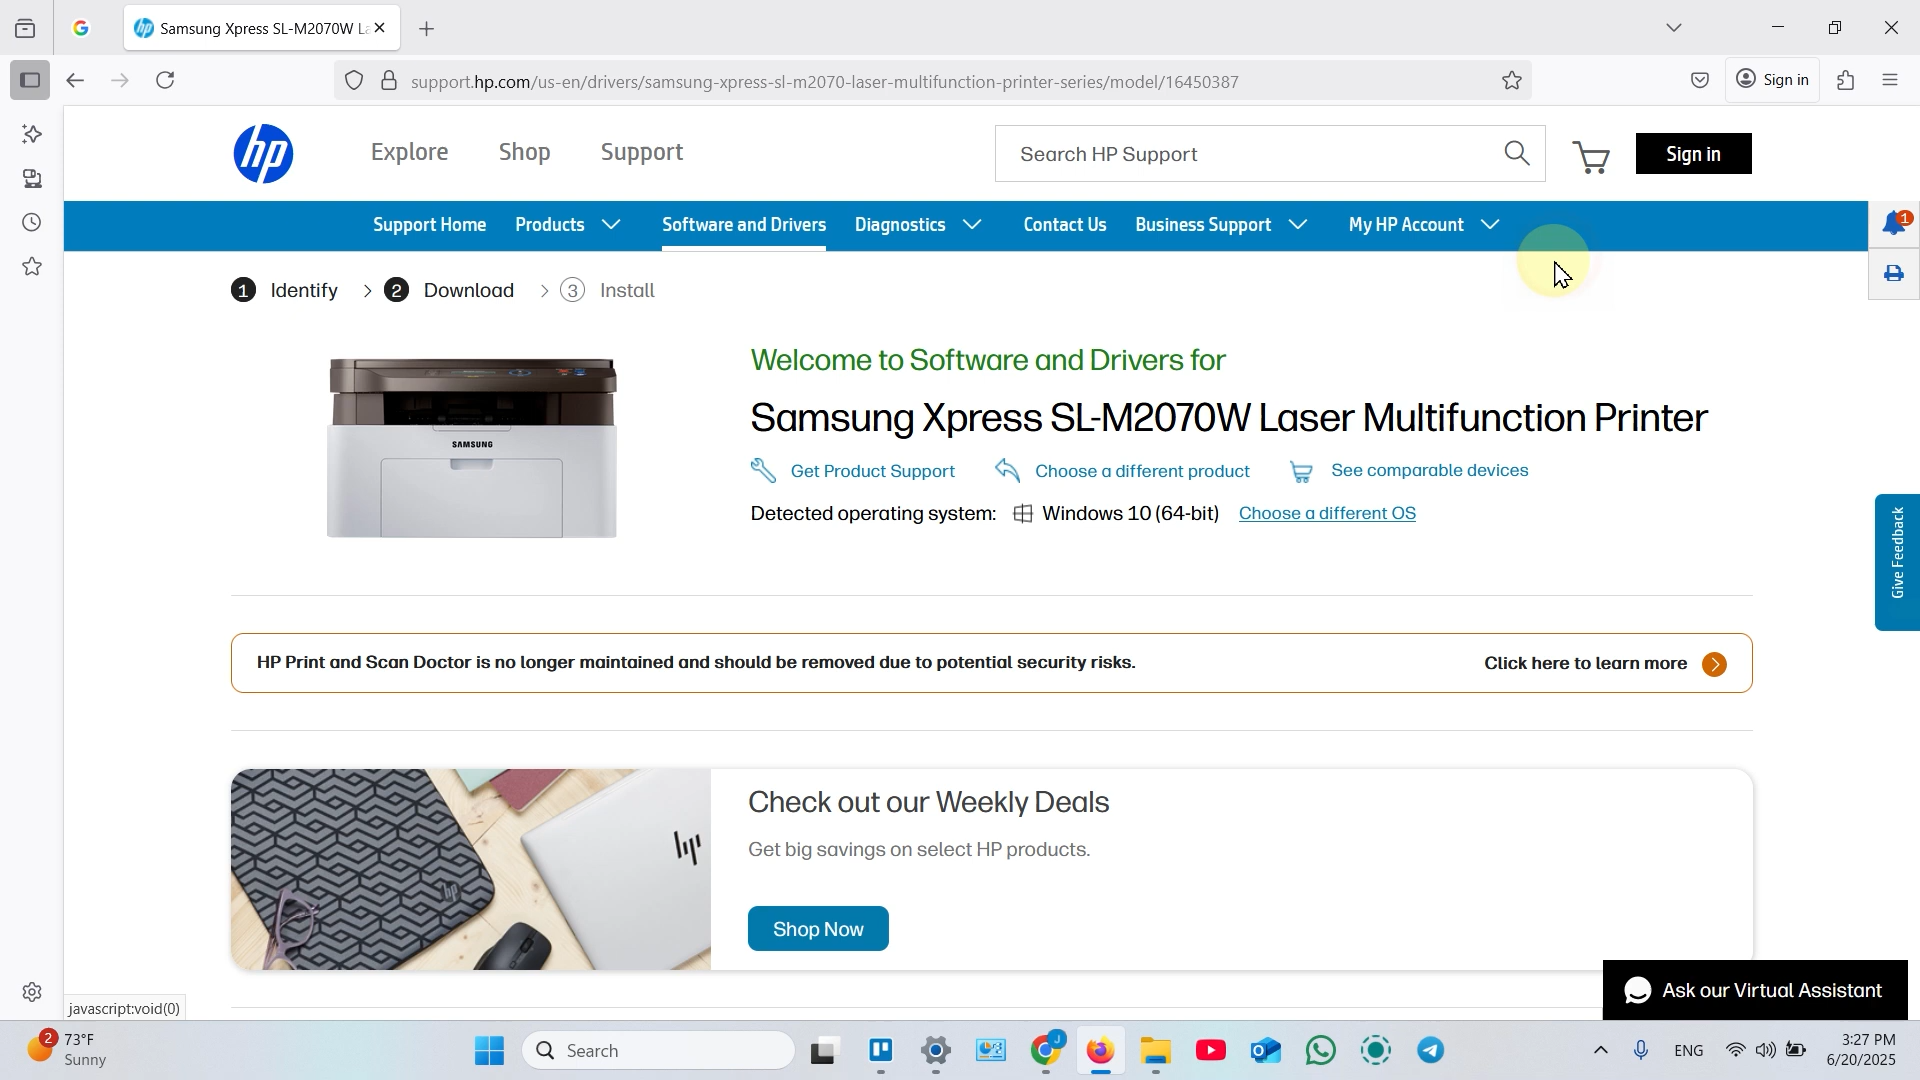 Samsung Xpress SL-M2070W La
support.hp.com/us-en/drivers/samsung-xpress-sl-m2070-laser-multifunction-printer-series/model/16450387
Sign in
hp
Explore
Shop
Support
Search HP Support
Sign in
Support Home
Products
Software and Drivers
Diagnostics
Contact Us
Business Support
My HP Account
1
1 Identify > 2 Download > 3 Install
SAMSUNG
Welcome to Software and Drivers for
Samsung Xpress SL-M2070W Laser Multifunction Printer
Get Product Support
Choose a different product
See comparable devices
Detected operating system: Windows 10 (64-bit) Choose a different OS
Give Feedback
HP Print and Scan Doctor is no longer maintained and should be removed due to potential security risks.
Click here to learn more
hp
hp
Check out our Weekly Deals
Get big savings on select HP products.
Shop Now
Ask our Virtual Assistant
javascript:void(0)
2
73°F
Sunny
Search
J
ENG
3:27 PM
6/20/2025